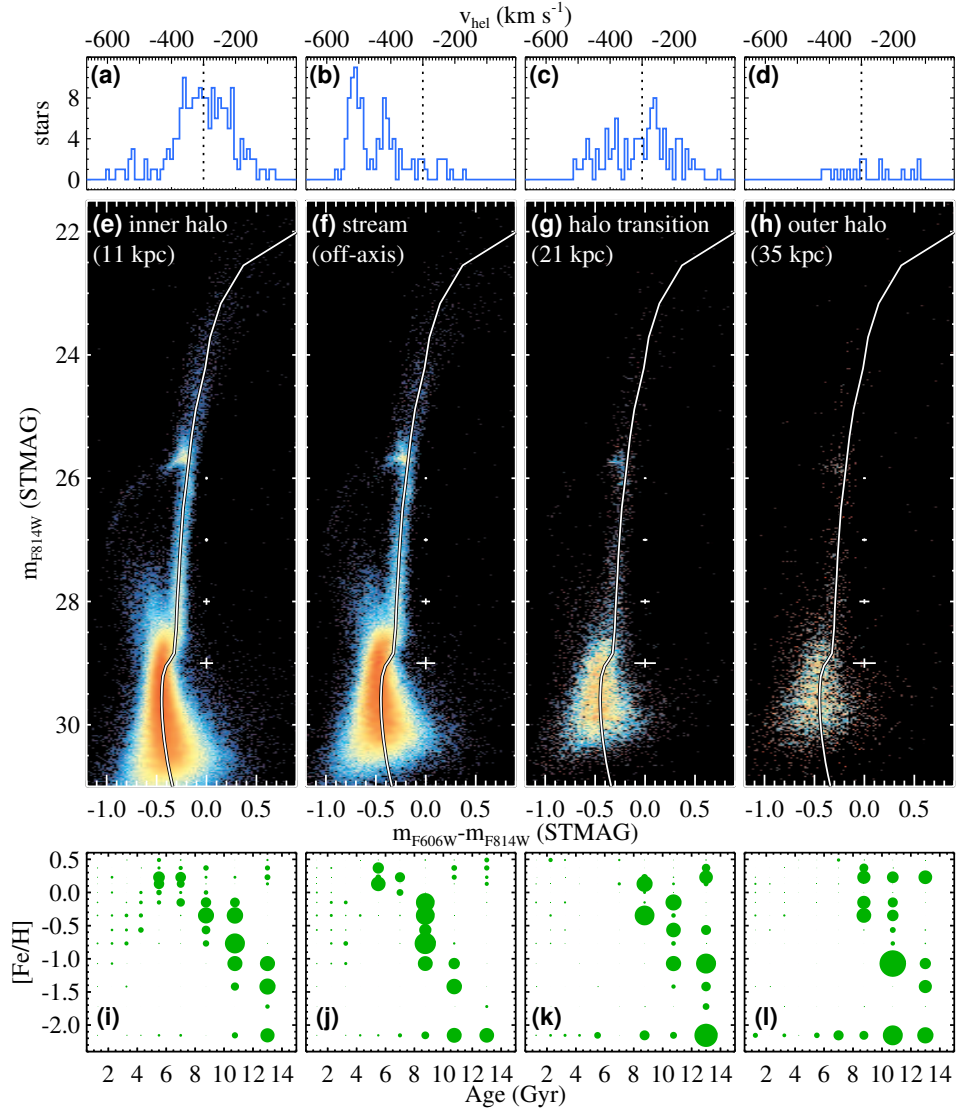 v_hel (km s^-1)
-600 -400 -200
-600 -400 -200
-600 -400 -200
-600 -400 -200
(a) (b) (c) (d)
stars
8
4
0
(e) inner halo
(11 kpc)
(f) stream
(off-axis)
(g) halo transition
(21 kpc)
(h) outer halo
(35 kpc)
m_F814W (STMAG)
22
24
26
28
30
-1.0 -0.5 0.0 0.5
-1.0 -0.5 0.0 0.5
-1.0 -0.5 0.0 0.5
-1.0 -0.5 0.0 0.5
m_F606W-m_F814W (STMAG)
[Fe/H]
0.5
0.0
-0.5
-1.0
-1.5
-2.0
(i) (j) (k) (l)
2 4 6 8 10 12 14
2 4 6 8 10 12 14
2 4 6 8 10 12 14
2 4 6 8 10 12 14
Age (Gyr)